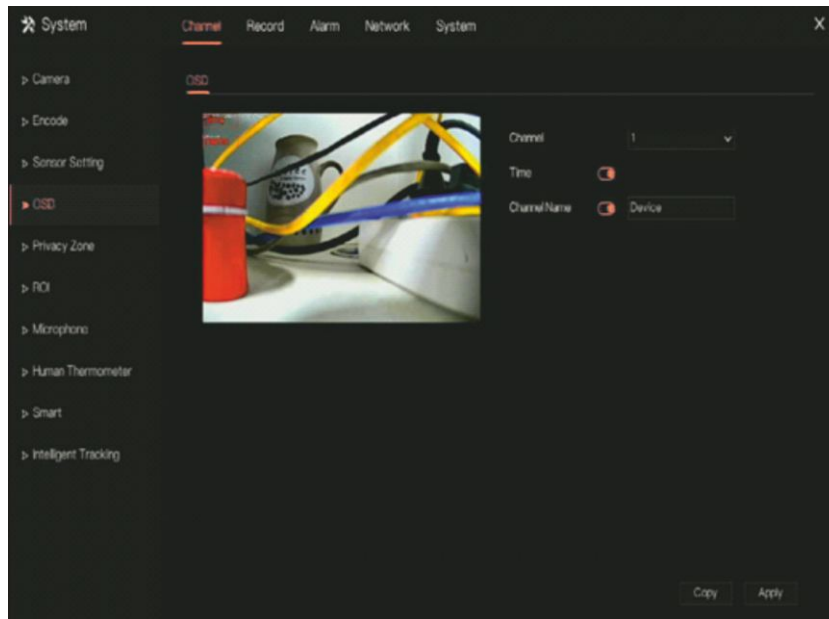 System
Channel Record Alarm Network System
X
Camera
Encode
Sensor Setting
OSD
Privacy Zone
ROI
Microphone
Human Thermometer
Smart
Intelligent Tracking
OSD
Channel 1
Time
Channel Name Device
Copy Apply